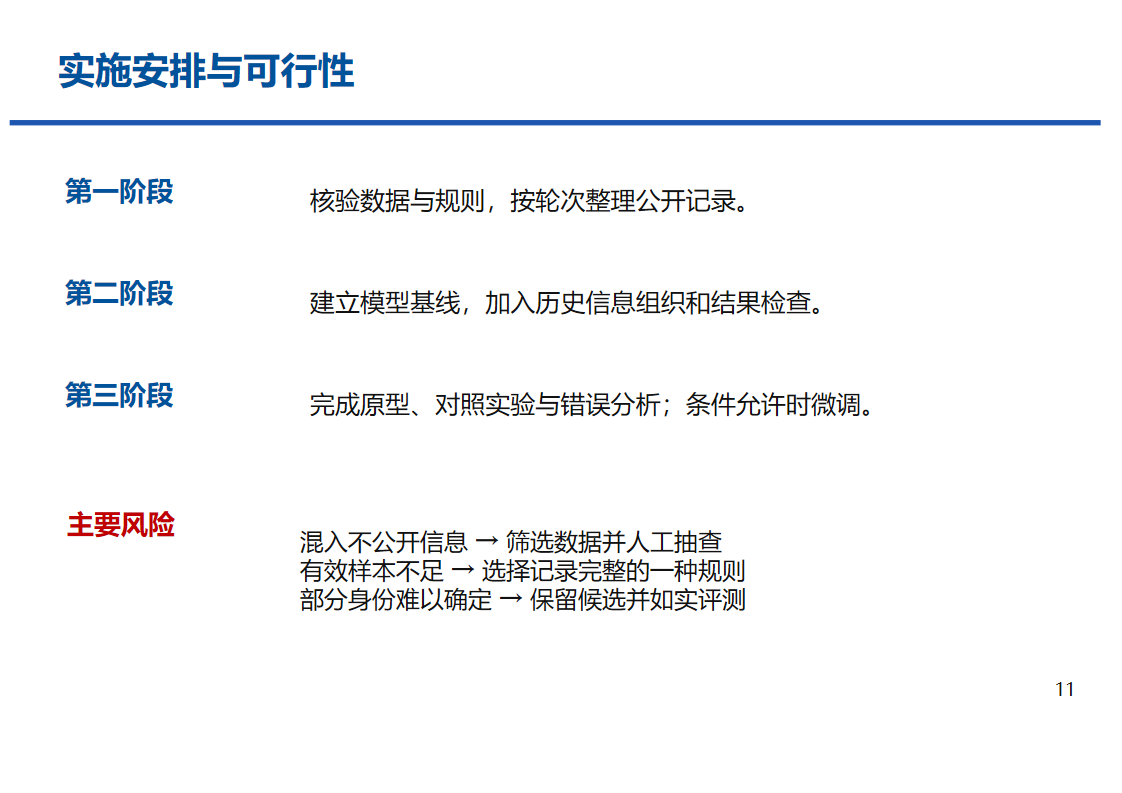 实施安排与可行性
第一阶段
核验数据与规则，按轮次整理公开记录。
第二阶段
建立模型基线，加入历史信息组织和结果检查。
第三阶段
完成原型、对照实验与错误分析；条件允许时微调。
主要风险
混入不公开信息 → 筛选数据并人工抽查
有效样本不足 → 选择记录完整的一种规则
部分身份难以确定 → 保留候选并如实评测
11